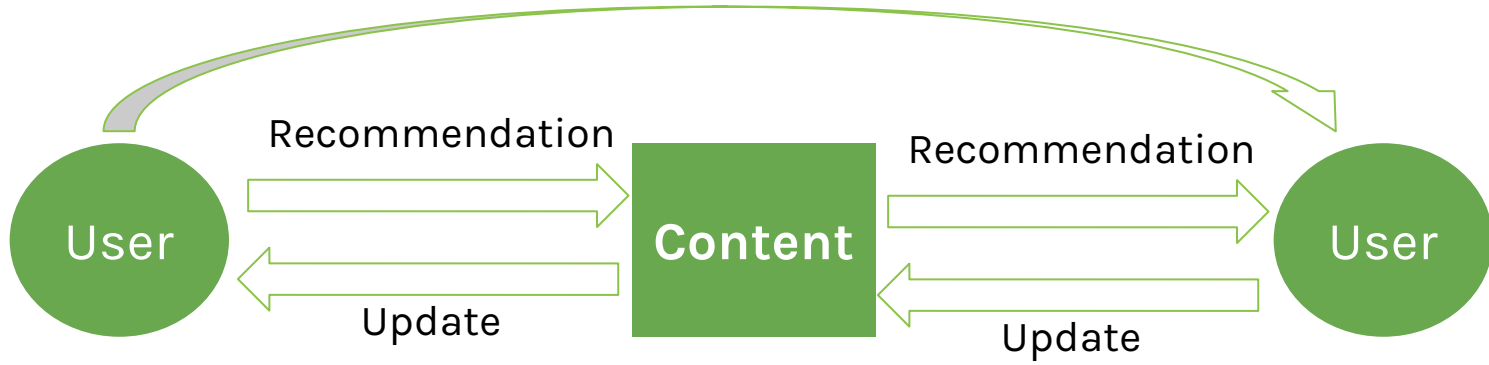 Recommendation
Recommendation
User
Content
User
Update
Update